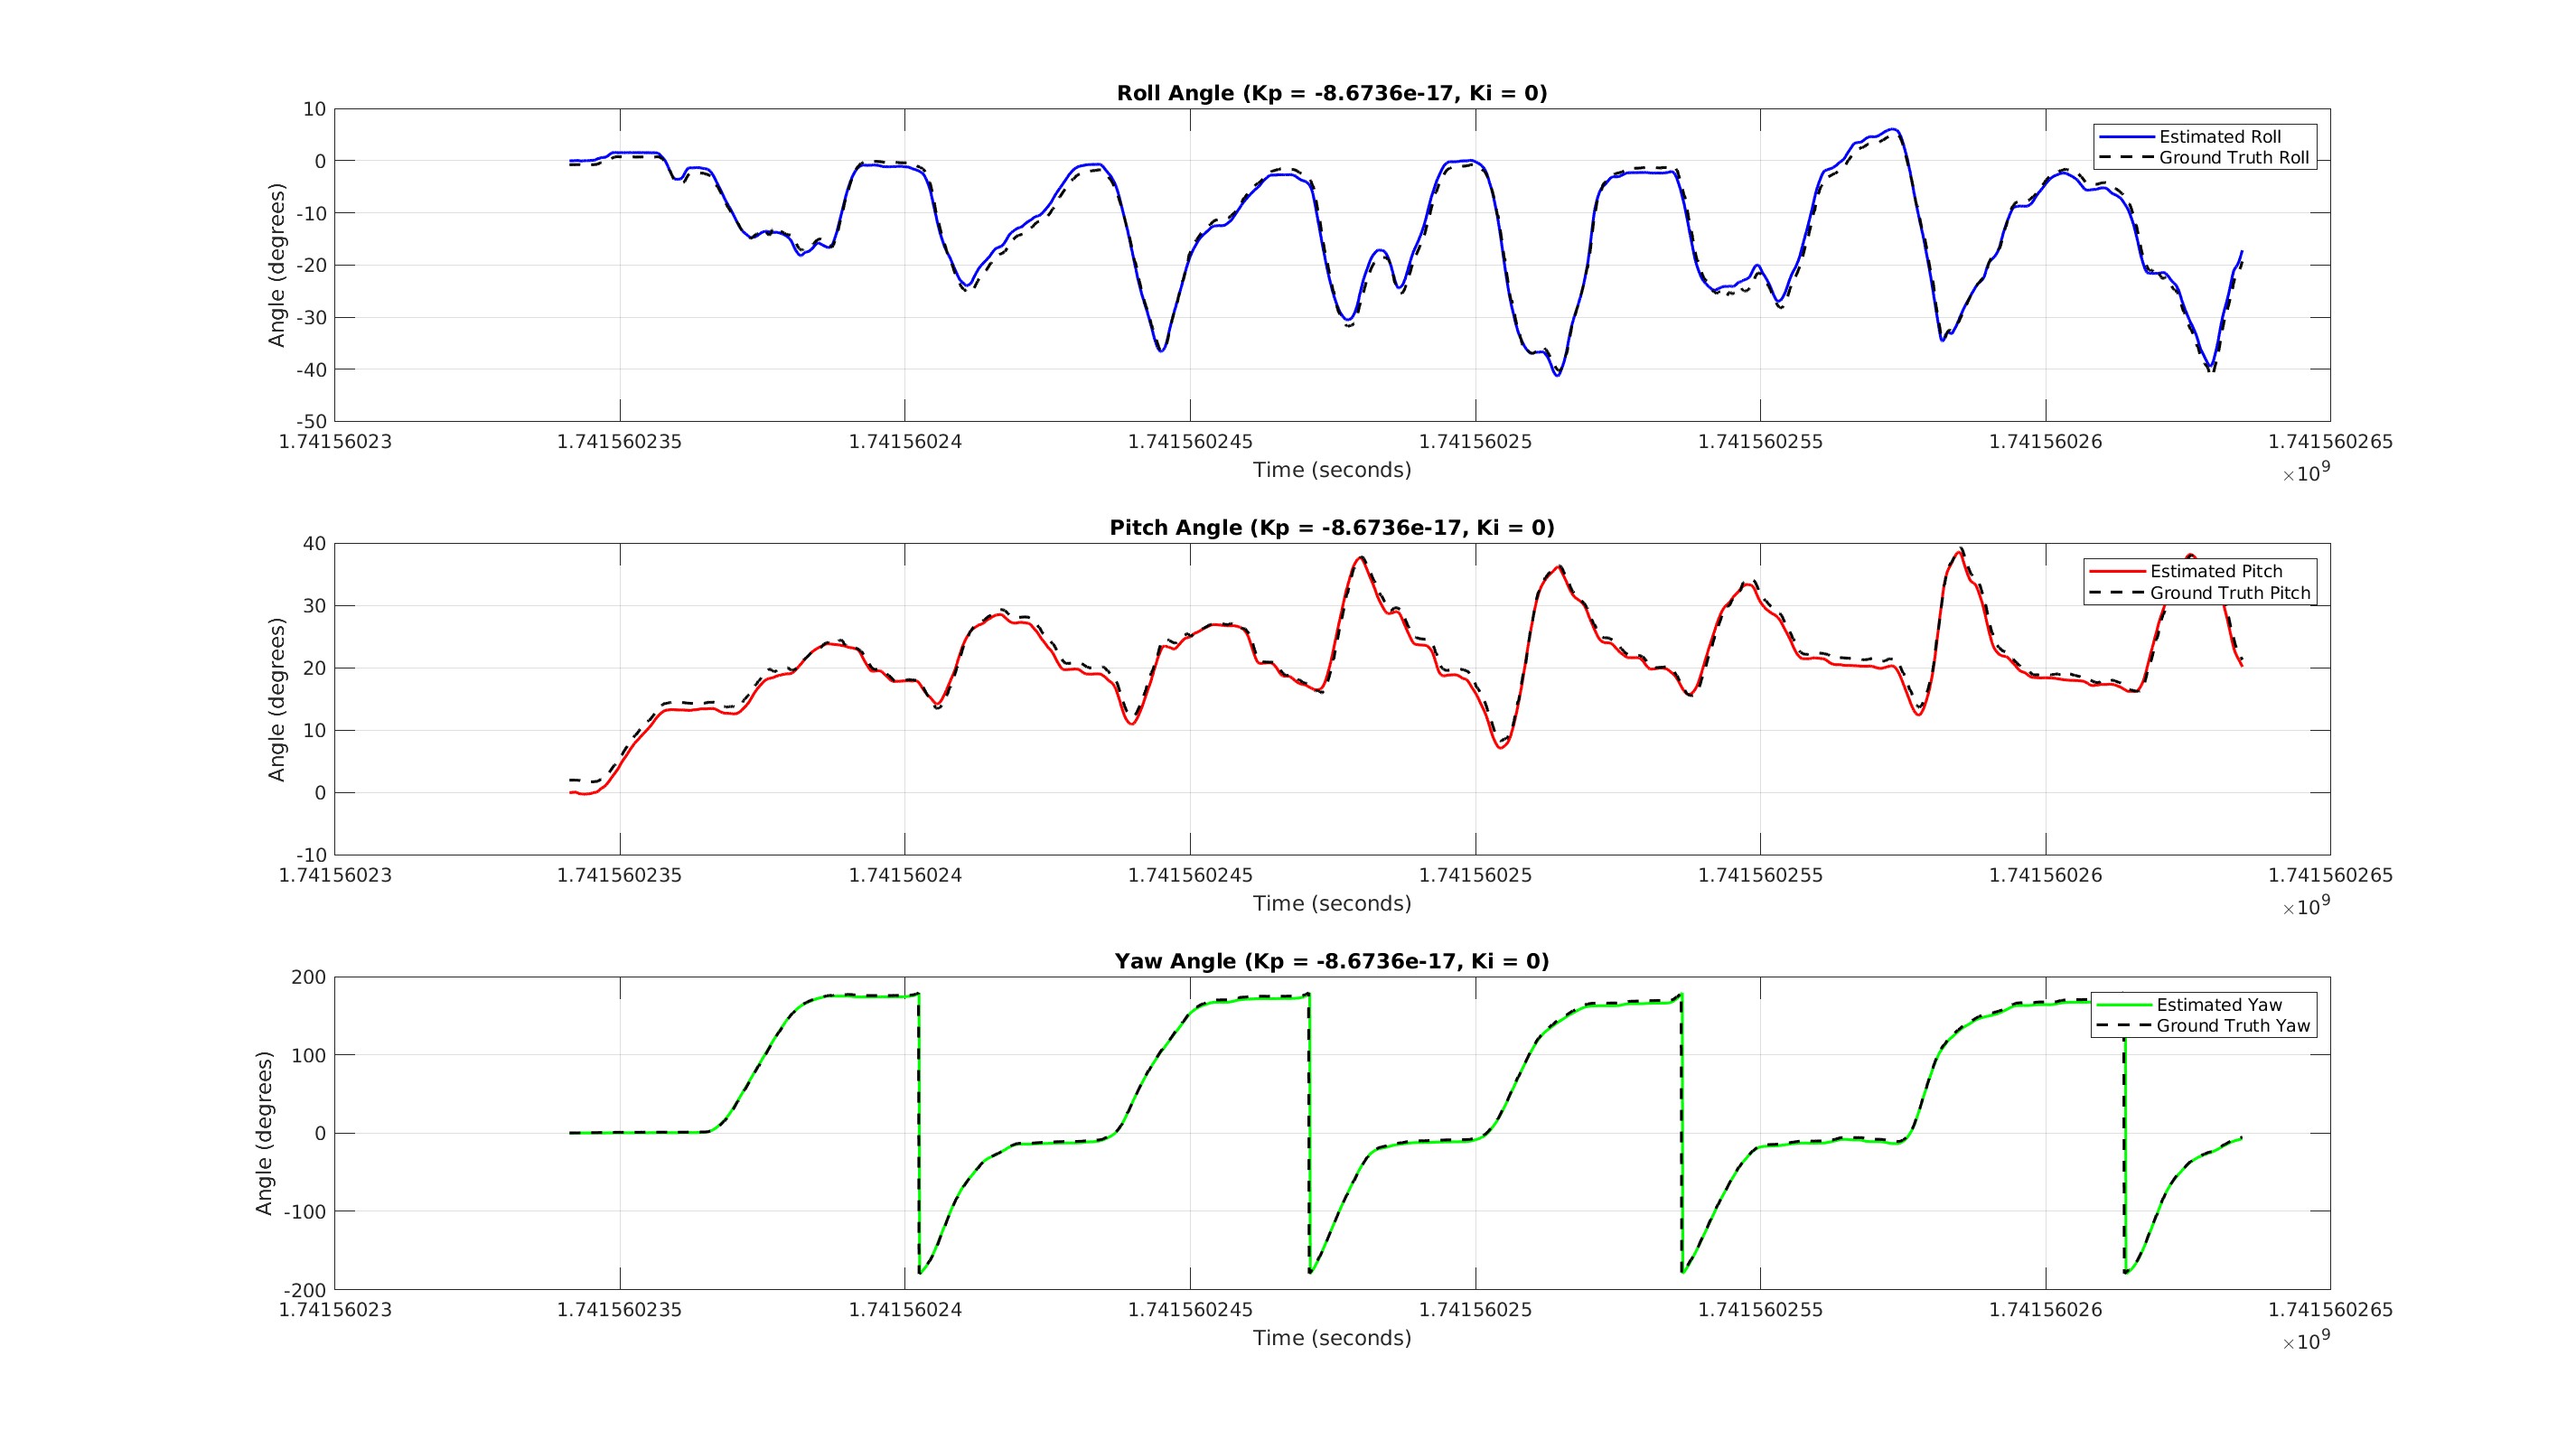 Roll Angle (Kp = -8.6736e-17, Ki = 0)
10
0
-10
-20
-30
-40
-50
Angle (degrees)
Estimated Roll
Ground Truth Roll
1.74156023 1.741560235 1.74156024 1.741560245 1.74156025 1.741560255 1.74156026 1.741560265
Time (seconds)
×10⁹
Pitch Angle (Kp = -8.6736e-17, Ki = 0)
40
30
20
10
0
-10
Angle (degrees)
Estimated Pitch
Ground Truth Pitch
1.74156023 1.741560235 1.74156024 1.741560245 1.74156025 1.741560255 1.74156026 1.741560265
Time (seconds)
×10⁹
Yaw Angle (Kp = -8.6736e-17, Ki = 0)
200
100
0
-100
-200
Angle (degrees)
Estimated Yaw
Ground Truth Yaw
1.74156023 1.741560235 1.74156024 1.741560245 1.74156025 1.741560255 1.74156026 1.741560265
Time (seconds)
×10⁹